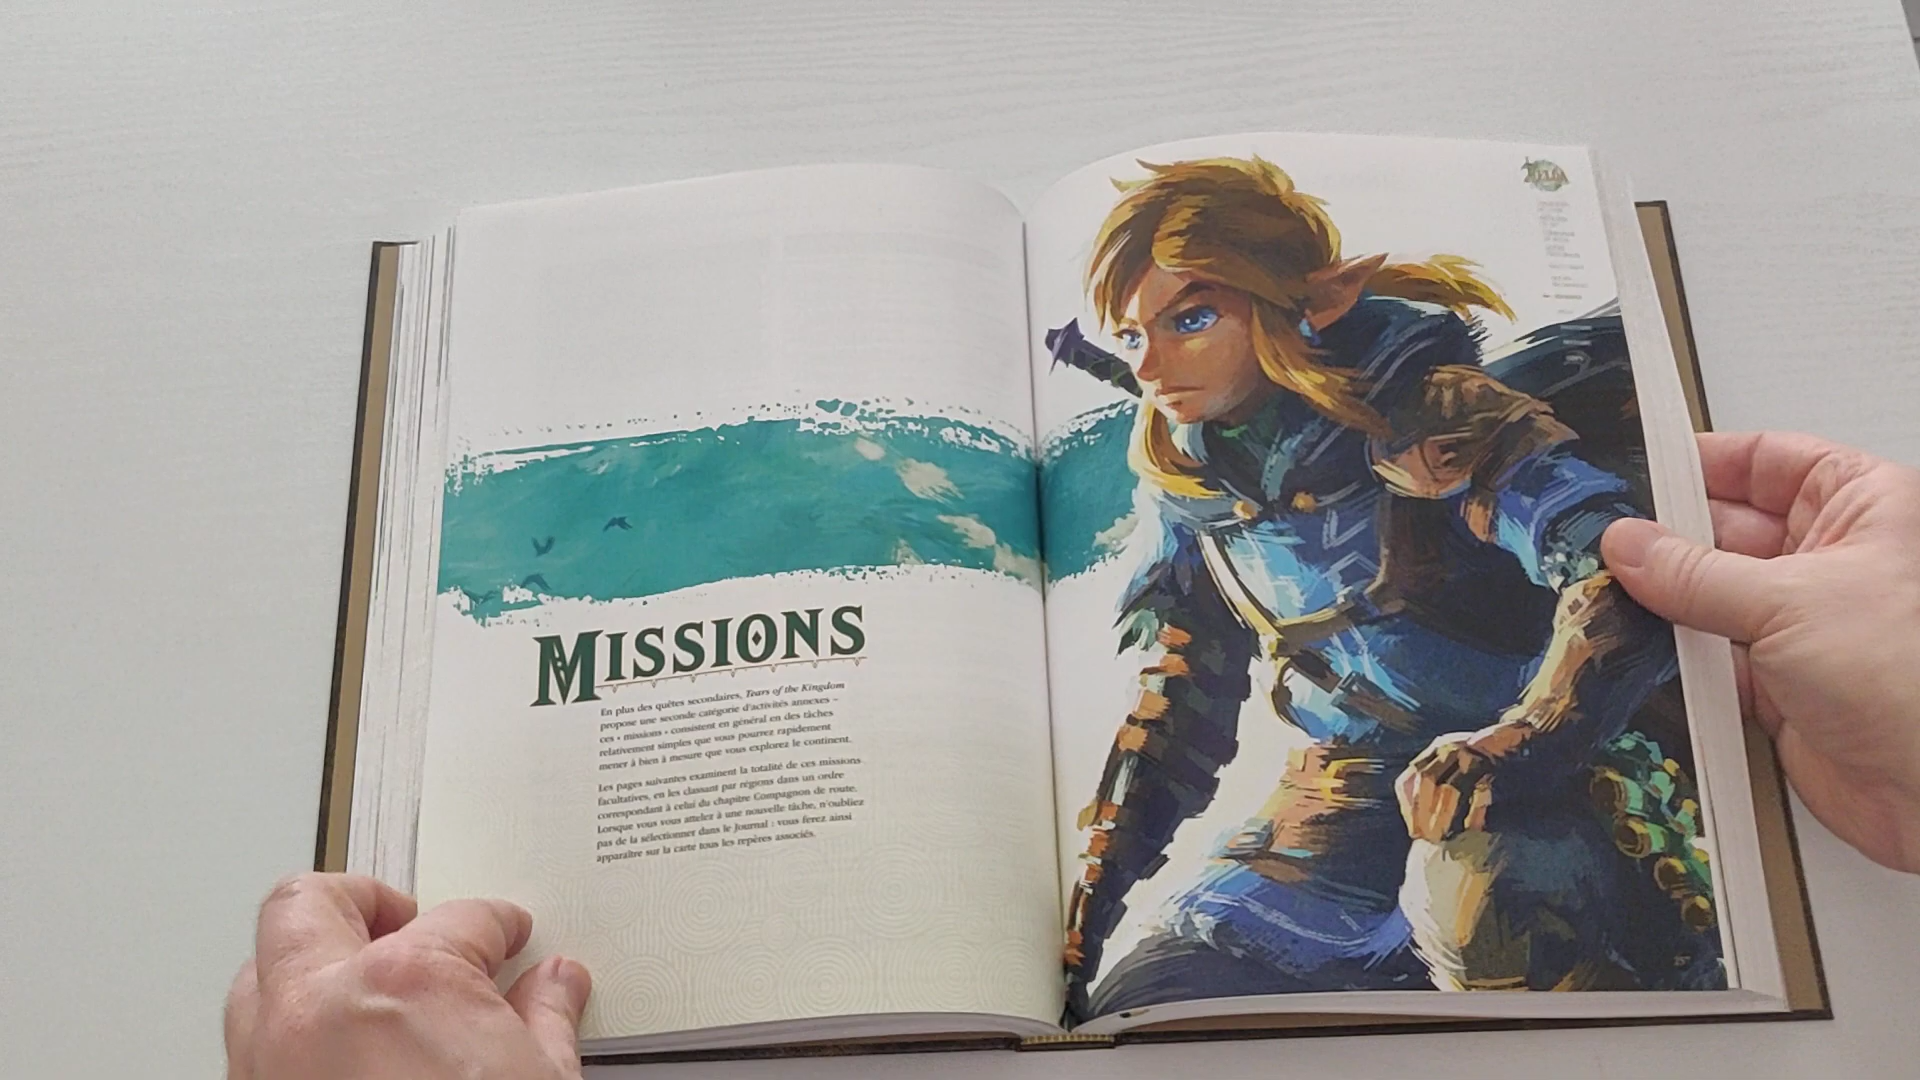 MISSIONS
En plus des quêtes secondaires, Tears of the Kingdom
propose une seconde catégorie d'activités annexes –
ces « missions » consistent en général en des tâches
relativement simples que vous pourrez rapidement
mener à bien à mesure que vous explorez le continent.
Les pages suivantes examinent la totalité de ces missions
facultatives, en les classant par régions dans un ordre
correspondant à celui du chapitre Compagnon de route.
Lorsque vous vous attelez à une nouvelle tâche, n'oubliez
pas de la sélectionner dans le Journal : vous ferez ainsi
apparaître sur la carte tous les repères associés.
ZELDA
257